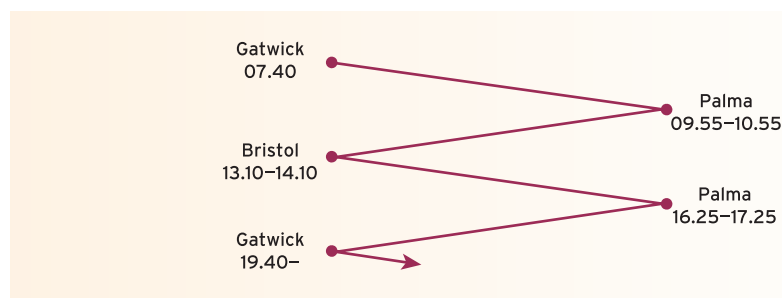 Gatwick
07.40
Palma
09.55–10.55
Bristol
13.10–14.10
Palma
16.25–17.25
Gatwick
19.40–